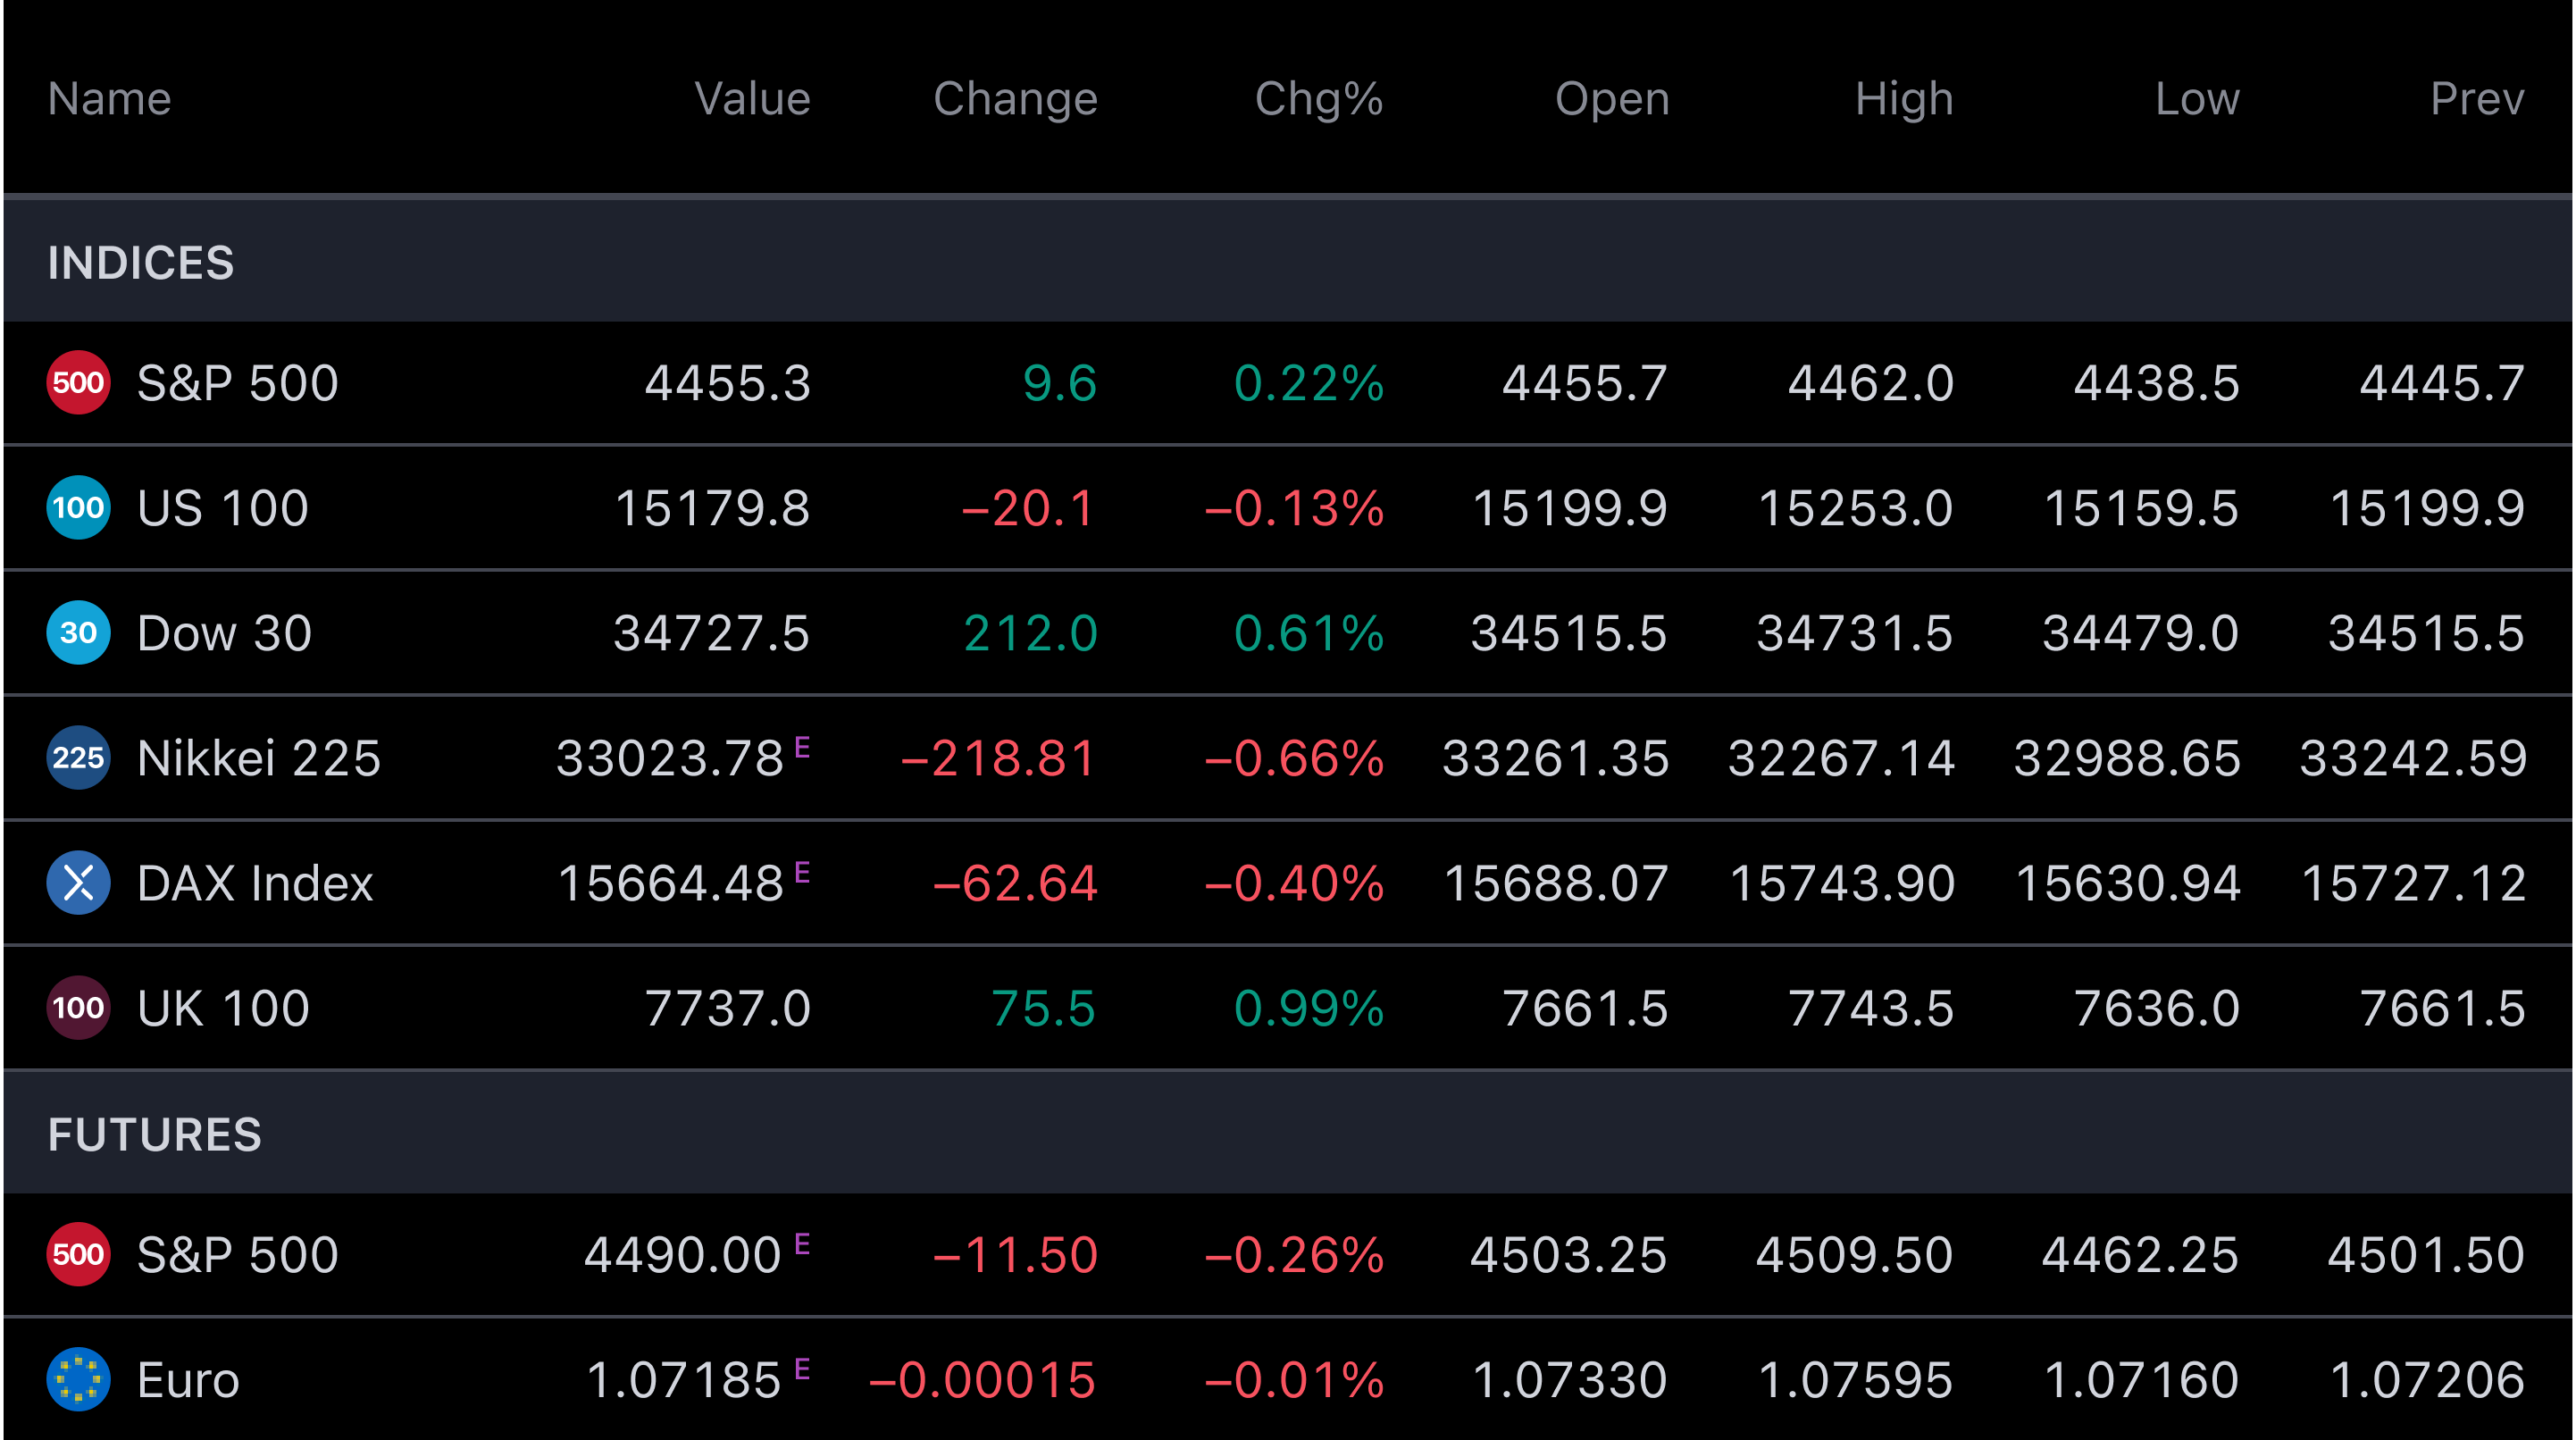 Name Value Change Chg% Open High Low Prev
INDICES
500 S&P 500 4455.3 9.6 0.22% 4455.7 4462.0 4438.5 4445.7
100 US 100 15179.8 −20.1 −0.13% 15199.9 15253.0 15159.5 15199.9
30 Dow 30 34727.5 212.0 0.61% 34515.5 34731.5 34479.0 34515.5
225 Nikkei 225 33023.78 E −218.81 −0.66% 33261.35 32267.14 32988.65 33242.59
DAX Index 15664.48 E −62.64 −0.40% 15688.07 15743.90 15630.94 15727.12
100 UK 100 7737.0 75.5 0.99% 7661.5 7743.5 7636.0 7661.5
FUTURES
500 S&P 500 4490.00 E −11.50 −0.26% 4503.25 4509.50 4462.25 4501.50
Euro 1.07185 E −0.00015 −0.01% 1.07330 1.07595 1.07160 1.07206